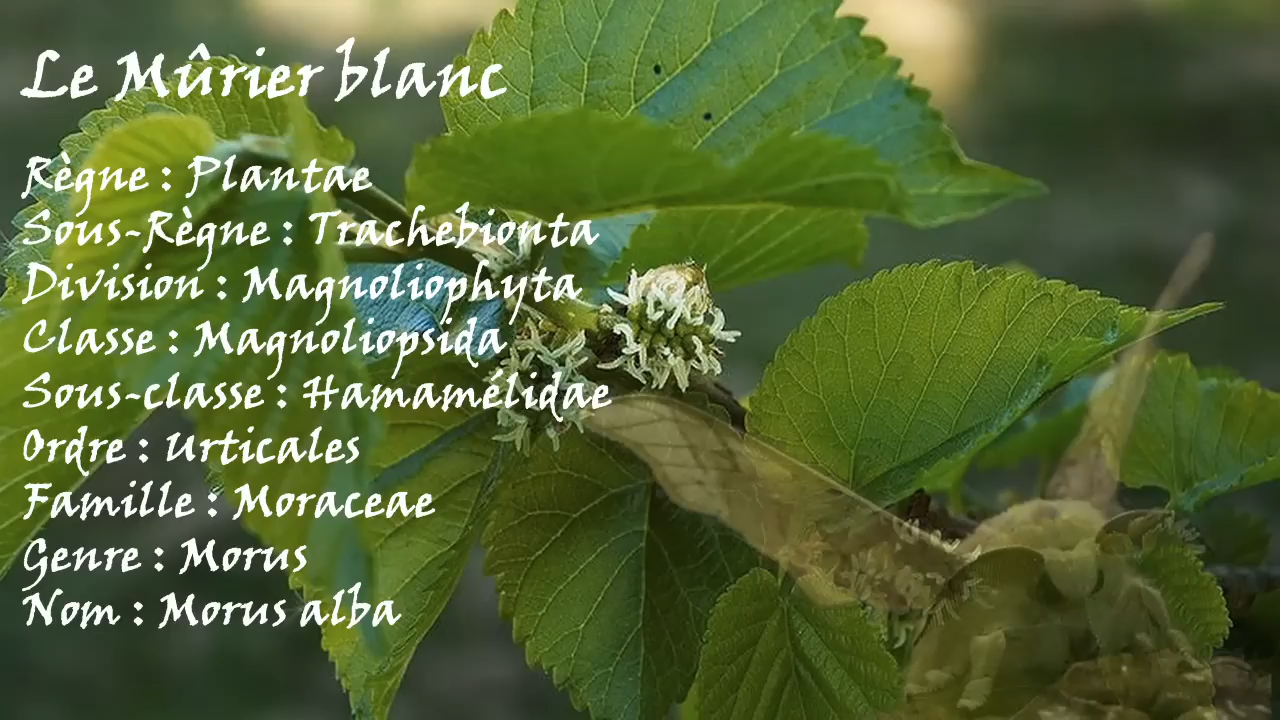 Le Mûrier blanc
Règne : Plantae
Sous-Règne : Trachebionta
Division : Magnoliophyta
Classe : Magnoliopsida
Sous-classe : Hamamélidae
Ordre : Urticales
Famille : Moraceae
Genre : Morus
Nom : Morus alba